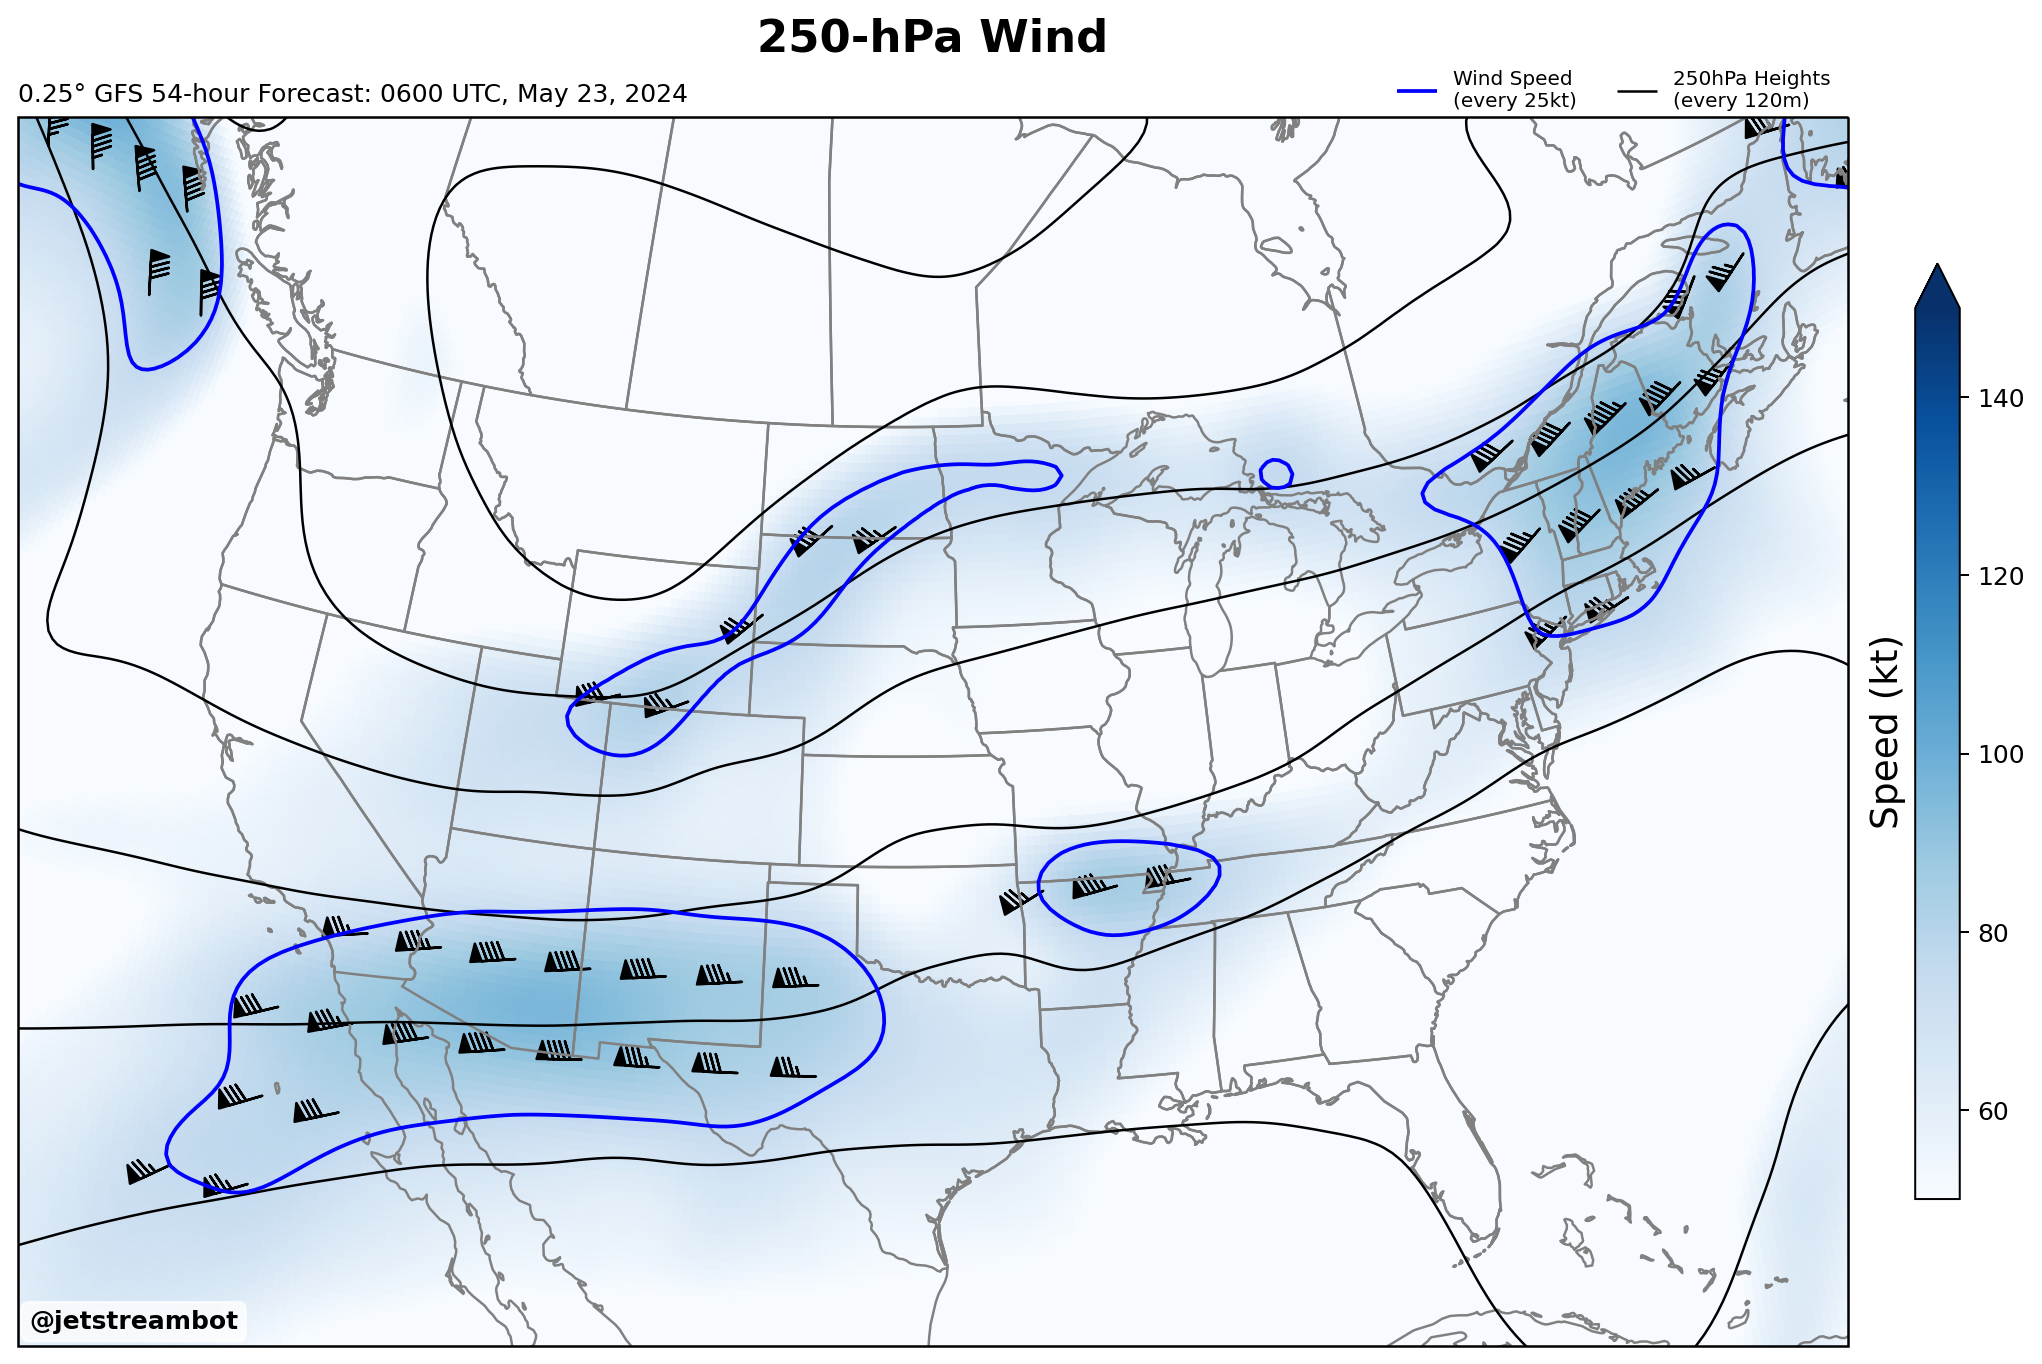 250-hPa Wind
0.25° GFS 54-hour Forecast: 0600 UTC, May 23, 2024
Wind Speed
(every 25kt)
250hPa Heights
(every 120m)
140
120
100
80
60
Speed (kt)
@jetstreambot